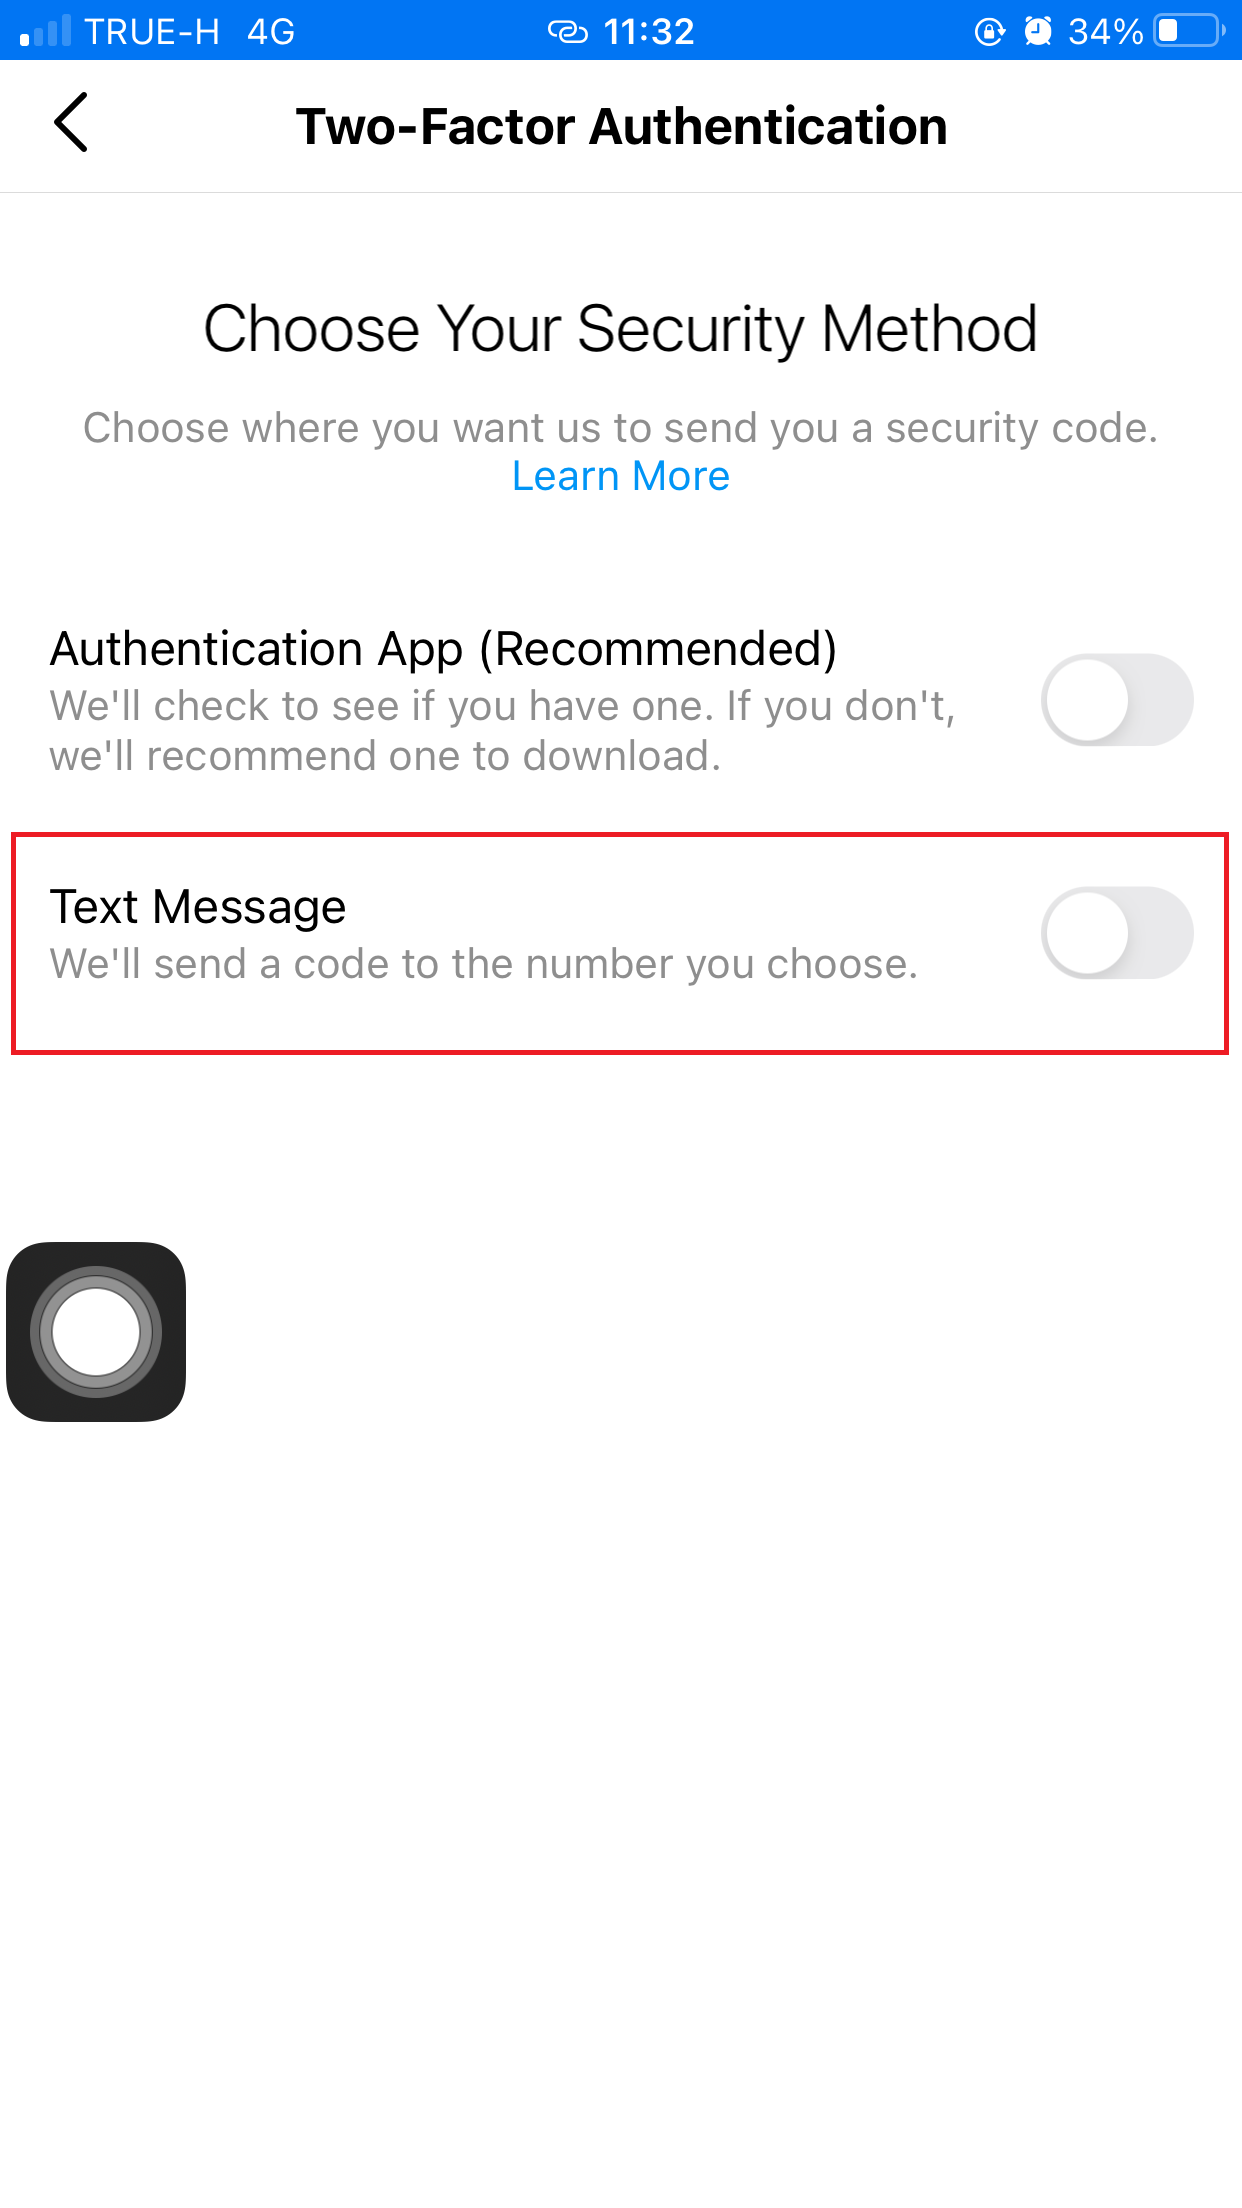 TRUE-H 4G 11:32 34%
Two-Factor Authentication
Choose Your Security Method
Choose where you want us to send you a security code.
Learn More
Authentication App (Recommended)
We'll check to see if you have one. If you don't,
we'll recommend one to download.
Text Message
We'll send a code to the number you choose.